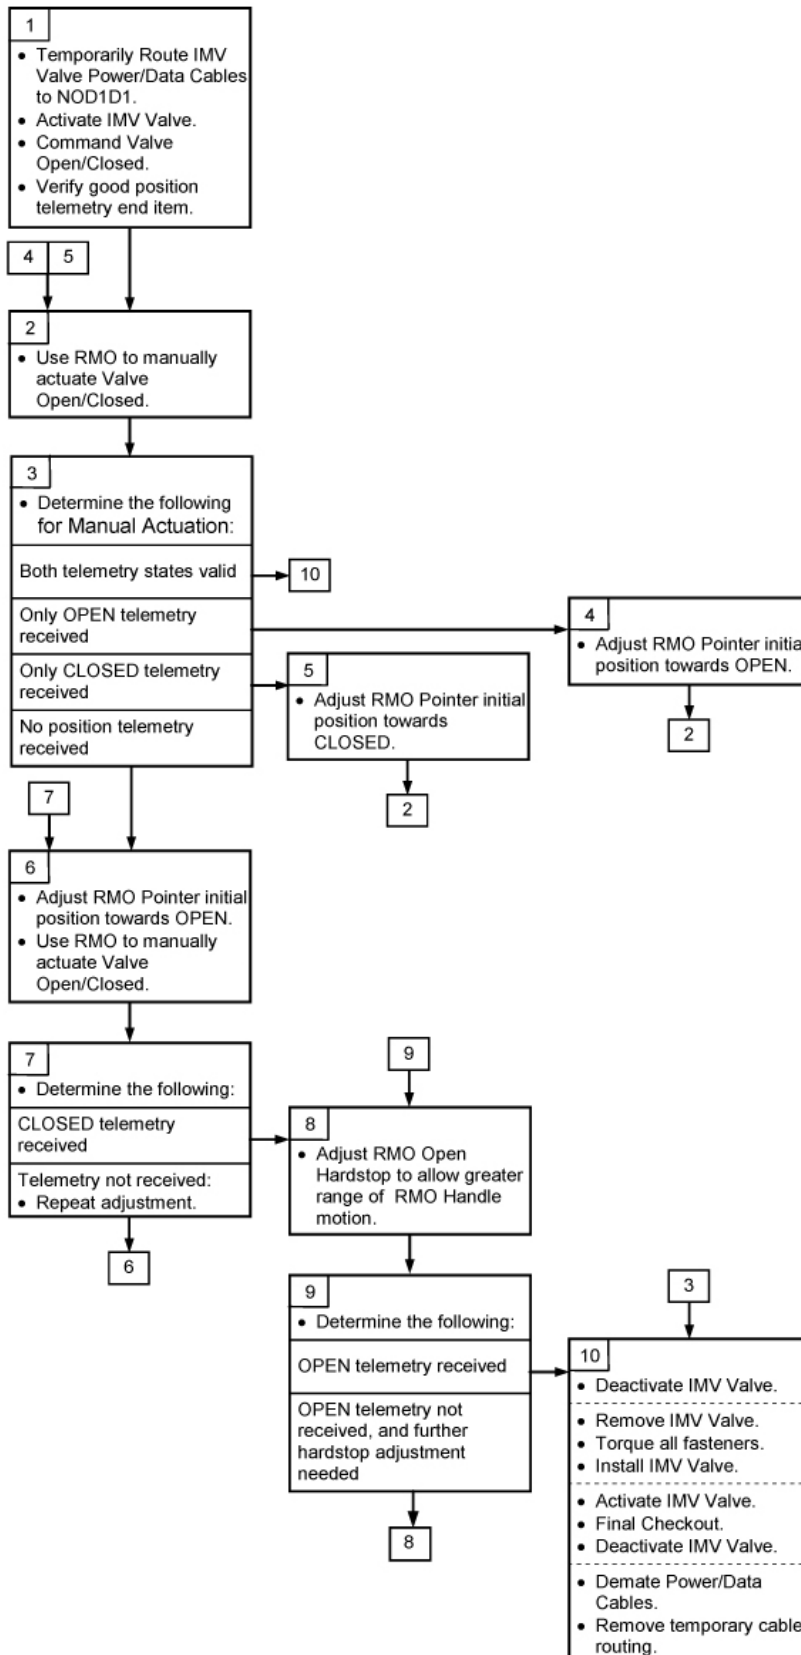 1
• Temporarily Route IMV
Valve Power/Data Cables
to NOD1D1.
• Activate IMV Valve.
• Command Valve
Open/Closed.
• Verify good position
telemetry end item.
4 5
2
• Use RMO to manually
actuate Valve
Open/Closed.
3
• Determine the following
for Manual Actuation:
Both telemetry states valid
10
Only OPEN telemetry
received
Only CLOSED telemetry
received
No position telemetry
received
4
• Adjust RMO Pointer initia
position towards OPEN.
2
5
• Adjust RMO Pointer initial
position towards
CLOSED.
2
7
6
• Adjust RMO Pointer initial
position towards OPEN.
• Use RMO to manually
actuate Valve
Open/Closed.
7
• Determine the following:
CLOSED telemetry
received
Telemetry not received:
• Repeat adjustment.
6
9
8
• Adjust RMO Open
Hardstop to allow greater
range of RMO Handle
motion.
9
• Determine the following:
OPEN telemetry received
OPEN telemetry not
received, and further
hardstop adjustment
needed
8
3
10
• Deactivate IMV Valve.
• Remove IMV Valve.
• Torque all fasteners.
• Install IMV Valve.
• Activate IMV Valve.
• Final Checkout.
• Deactivate IMV Valve.
• Demate Power/Data
Cables.
• Remove temporary cable
routing.